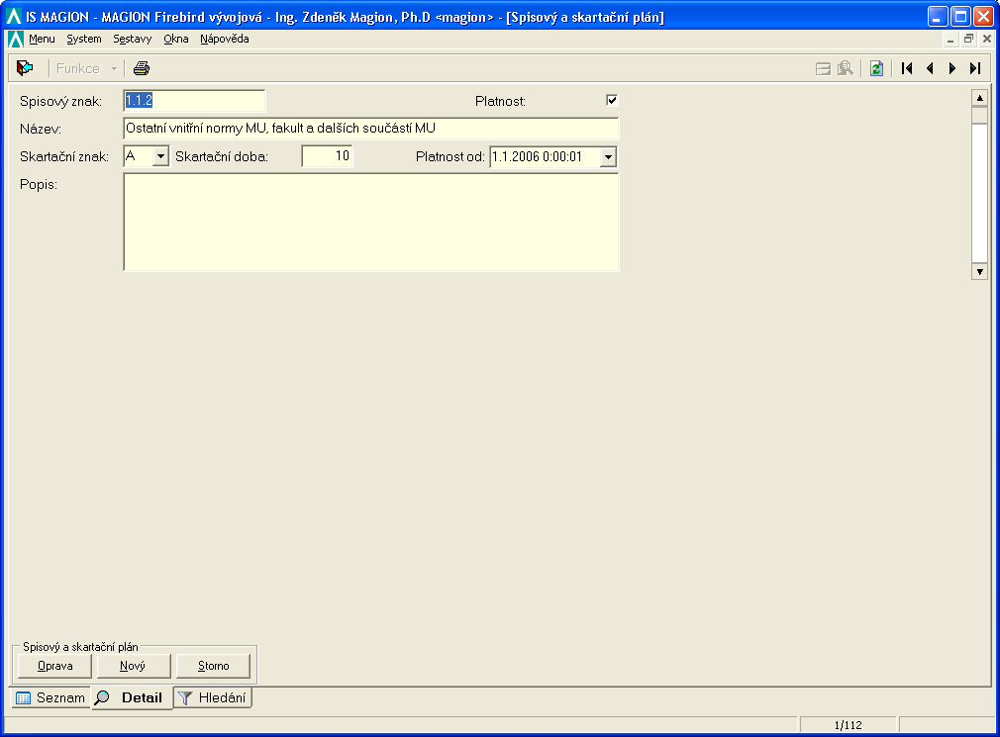 IS MAGION - MAGION Firebird vývojová - Ing. Zdeněk Magion, Ph.D <magion> - [Spisový a skartační plán]
Menu System Sestavy Okna Nápověda
Funkce
Spisový znak: 1.1.2 Platnost:
Název: Ostatní vnitřní normy MU, fakult a dalších součástí MU
Skartační znak: A Skartační doba: 10 Platnost od: 1.1.2006 0:00:01
Popis:
Spisový a skartační plán
Oprava Nový Storno
Seznam Detail Hledání
1/112